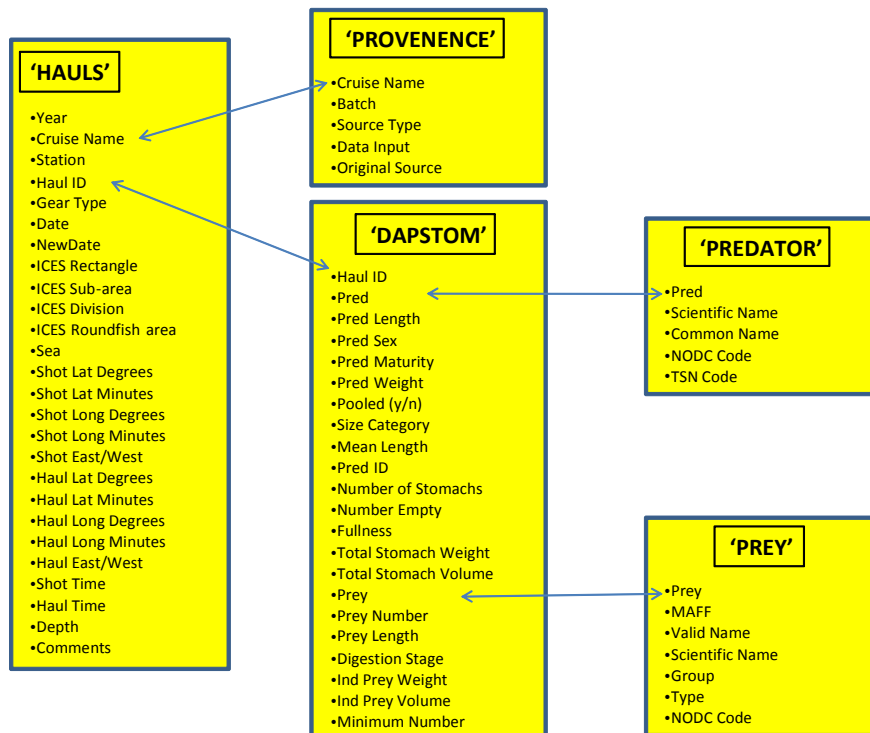 ‘HAULS’
•Year
•Cruise Name
•Station
•Haul ID
•Gear Type
•Date
•NewDate
•ICES Rectangle
•ICES Sub-area
•ICES Division
•ICES Roundfish area
•Sea
•Shot Lat Degrees
•Shot Lat Minutes
•Shot Long Degrees
•Shot Long Minutes
•Shot East/West
•Haul Lat Degrees
•Haul Lat Minutes
•Haul Long Degrees
•Haul Long Minutes
•Haul East/West
•Shot Time
•Haul Time
•Depth
•Comments
‘PROVENENCE’
•Cruise Name
•Batch
•Source Type
•Data Input
•Original Source
‘DAPSTOM’
•Haul ID
•Pred
•Pred Length
•Pred Sex
•Pred Maturity
•Pred Weight
•Pooled (y/n)
•Size Category
•Mean Length
•Pred ID
•Number of Stomachs
•Number Empty
•Fullness
•Total Stomach Weight
•Total Stomach Volume
•Prey
•Prey Number
•Prey Length
•Digestion Stage
•Ind Prey Weight
•Ind Prey Volume
•Minimum Number
‘PREDATOR’
•Pred
•Scientific Name
•Common Name
•NODC Code
•TSN Code
‘PREY’
•Prey
•MAFF
•Valid Name
•Scientific Name
•Group
•Type
•NODC Code